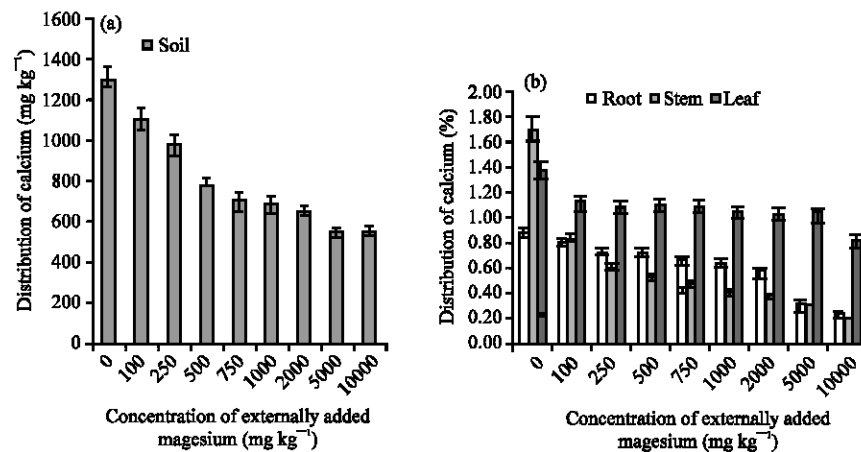 (a)
Soil
Distribution of calcium (mg kg⁻¹)
1600
1400
1200
1000
800
600
400
200
0
0 100 250 500 750 1000 2000 5000 10000
Concentration of externally added
magesium (mg kg⁻¹)
(b)
Root Stem Leaf
Distribution of calcium (%)
2.00
1.80
1.60
1.40
1.20
1.00
0.80
0.60
0.40
0.20
0.00
0 100 250 500 750 1000 2000 5000 10000
Concentration of externally added
magesium (mg kg⁻¹)